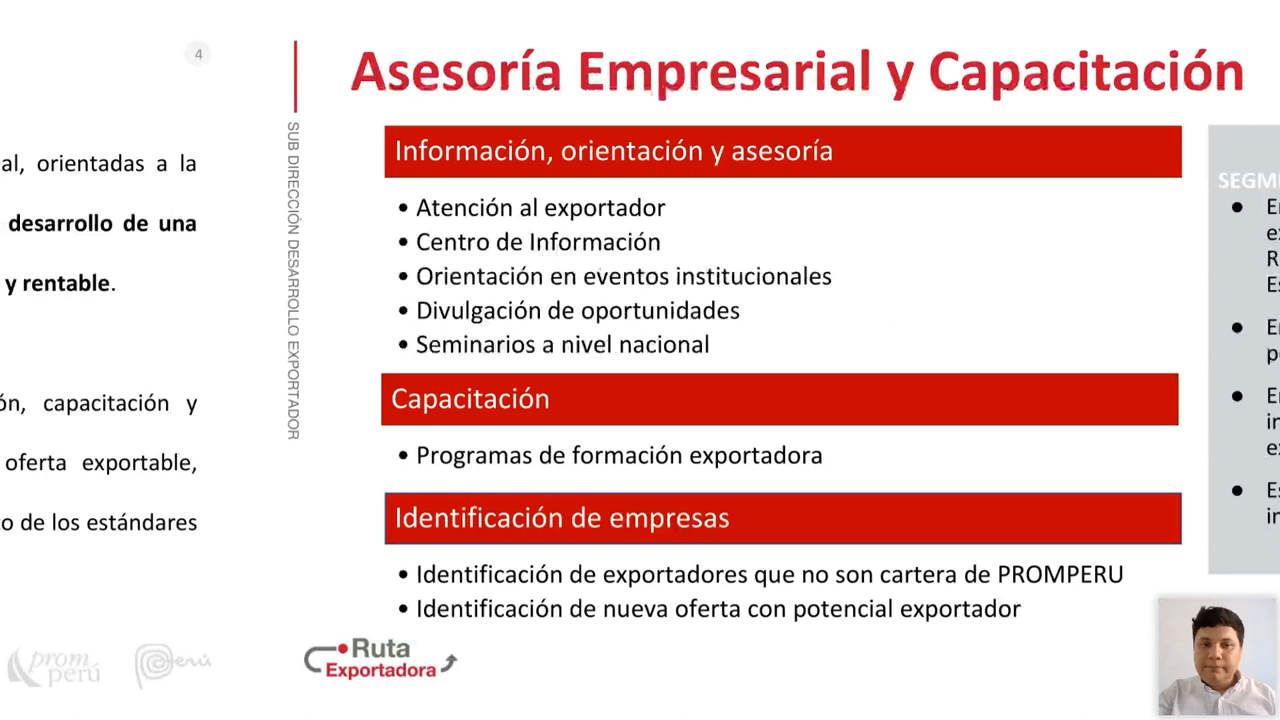 4
al, orientadas a la
desarrollo de una
y rentable.
ón, capacitación y
oferta exportable,
o de los estándares
prom
perú
Perú
SUB DIRECCIÓN DESARROLLO EXPORTADOR
Asesoría Empresarial y Capacitación
Información, orientación y asesoría
• Atención al exportador
• Centro de Información
• Orientación en eventos institucionales
• Divulgación de oportunidades
• Seminarios a nivel nacional
Capacitación
• Programas de formación exportadora
Identificación de empresas
• Identificación de exportadores que no son cartera de PROMPERU
• Identificación de nueva oferta con potencial exportador
Ruta
Exportadora
SEGM